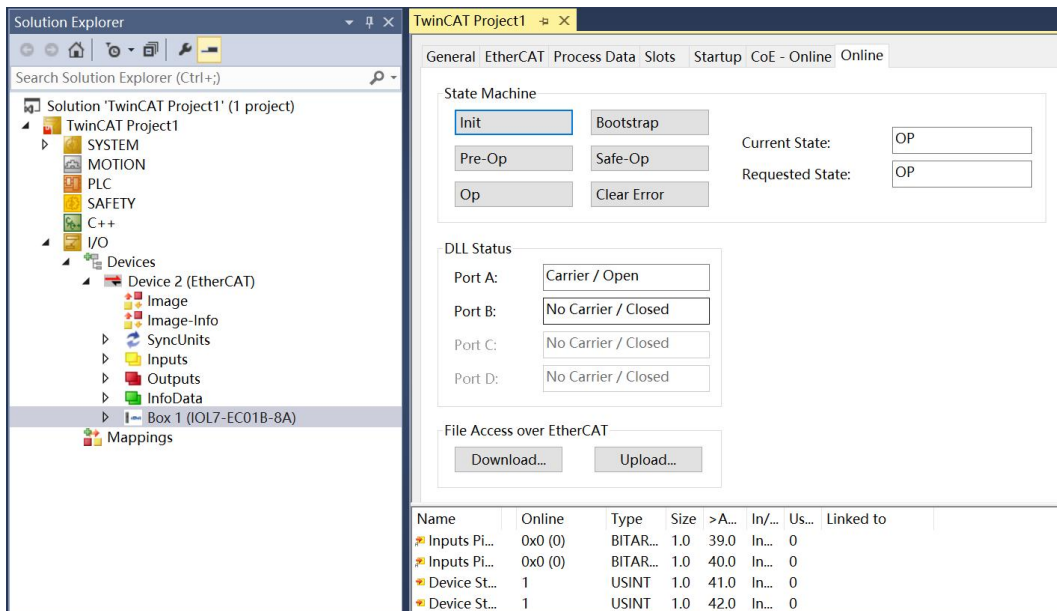 Solution Explorer
Search Solution Explorer (Ctrl+;)
Solution 'TwinCAT Project1' (1 project)
TwinCAT Project1
SYSTEM
MOTION
PLC
SAFETY
C++
I/O
Devices
Device 2 (EtherCAT)
Image
Image-Info
SyncUnits
Inputs
Outputs
InfoData
Box 1 (IOL7-EC01B-8A)
Mappings
TwinCAT Project1
General EtherCAT Process Data Slots Startup CoE - Online Online
State Machine
Init Bootstrap
Pre-Op Safe-Op
Op Clear Error
Current State: OP
Requested State: OP
DLL Status
Port A: Carrier / Open
Port B: No Carrier / Closed
Port C: No Carrier / Closed
Port D: No Carrier / Closed
File Access over EtherCAT
Download... Upload...
Name Online Type Size >A... In/... Us... Linked to
Inputs Pi... 0x0 (0) BITAR... 1.0 39.0 In... 0
Inputs Pi... 0x0 (0) BITAR... 1.0 40.0 In... 0
Device St... 1 USINT 1.0 41.0 In... 0
Device St... 1 USINT 1.0 42.0 In... 0